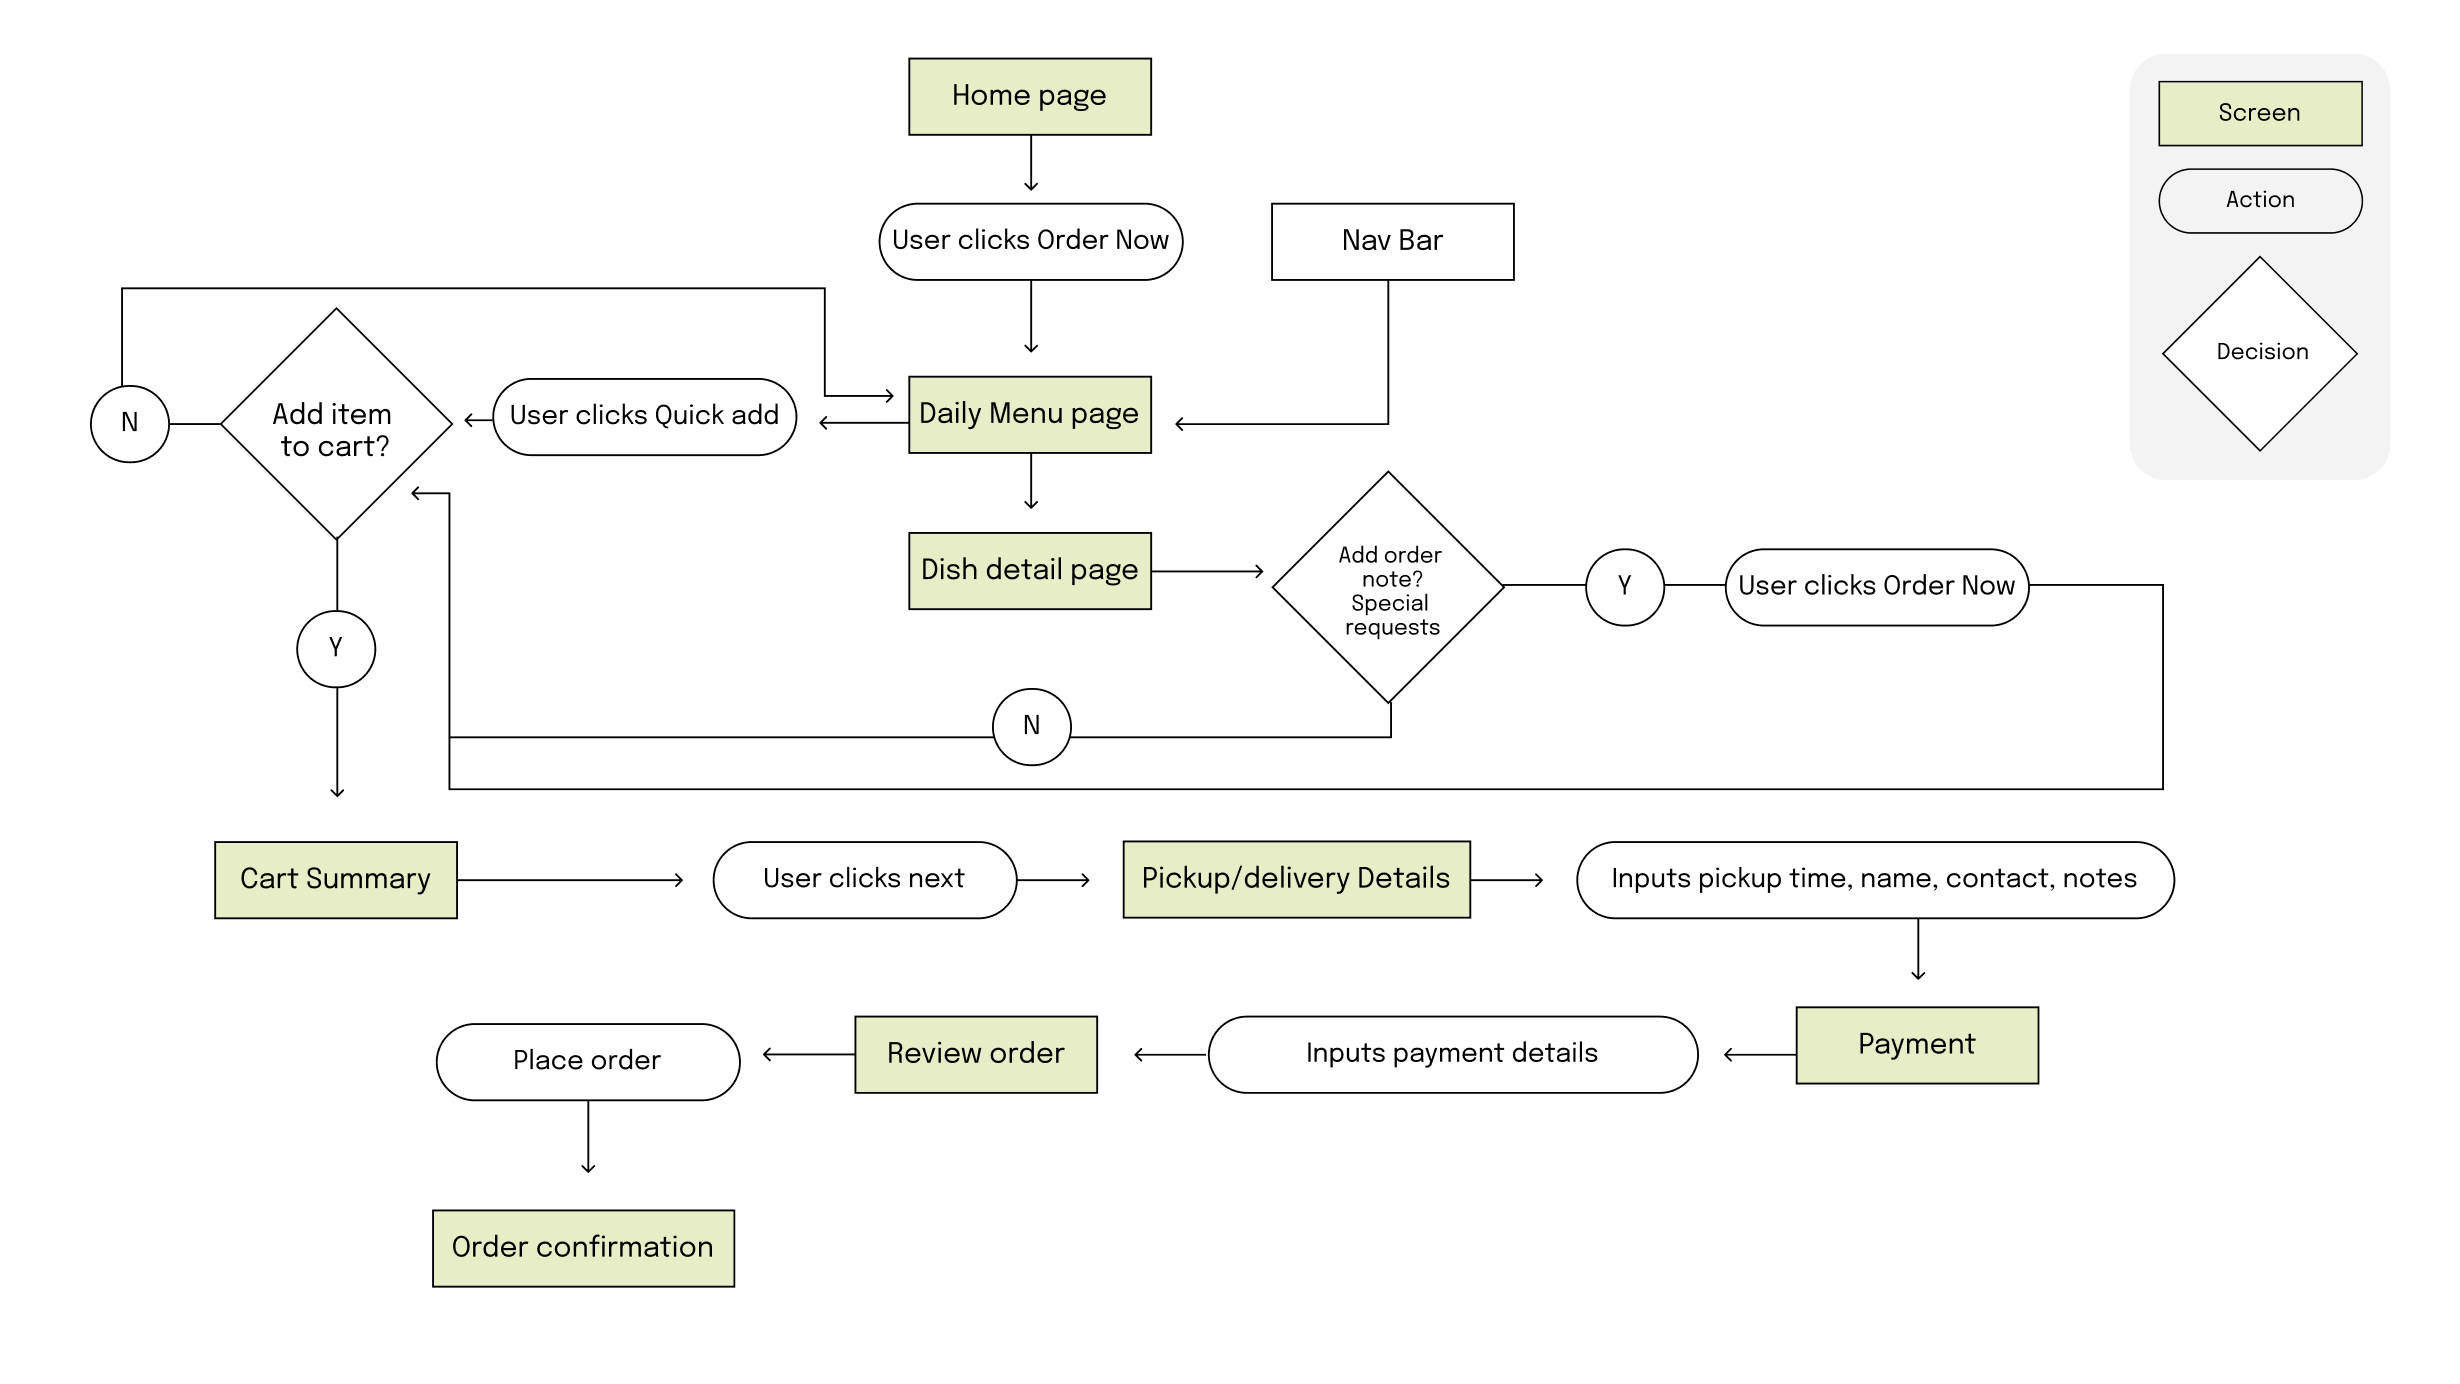 Home page
Screen
User clicks Order Now
Nav Bar
Action
Decision
N
Add item
to cart?
User clicks Quick add
Daily Menu page
Dish detail page
Add order
note?
Special
requests
Y
User clicks Order Now
Y
N
Cart Summary
User clicks next
Pickup/delivery Details
Inputs pickup time, name, contact, notes
Place order
Review order
Inputs payment details
Payment
Order confirmation